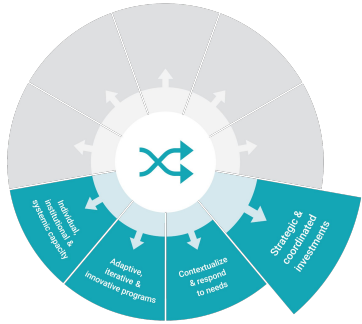 Individual,
institutional &
systemic capacity
Adaptive,
iterative &
innovative programs
Contextualize
& respond
to needs
Strategic &
coordinated
investments